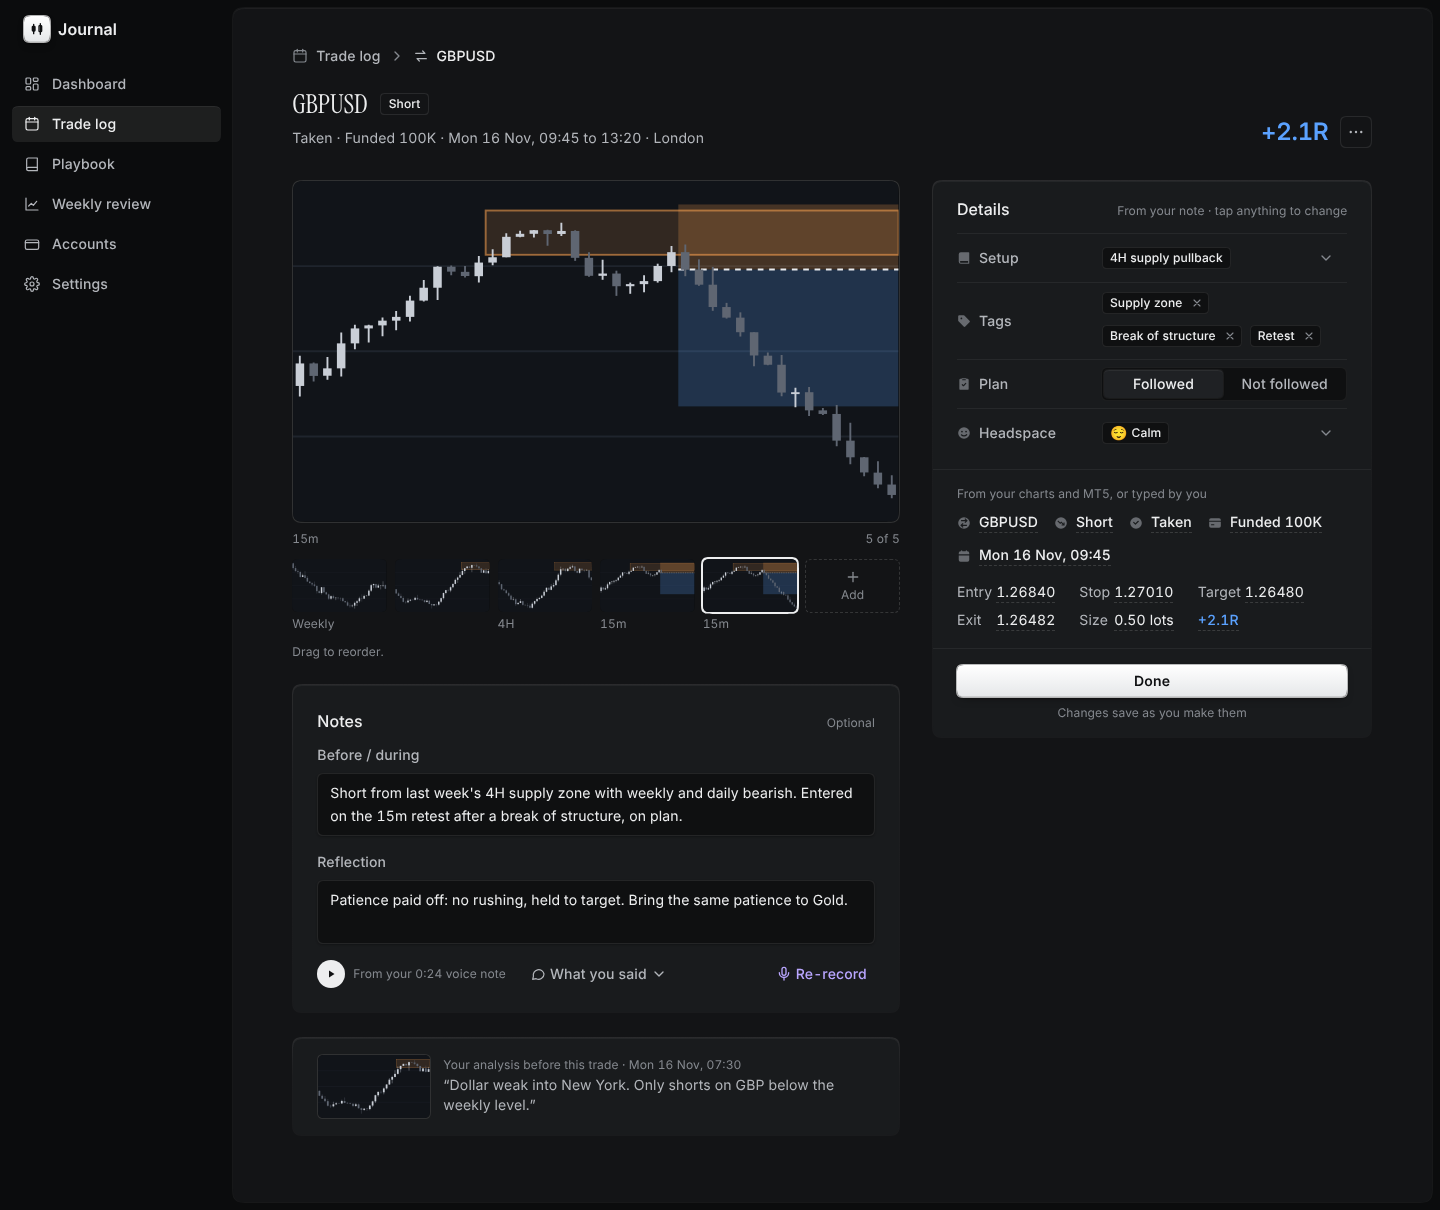 Journal
Dashboard
Trade log
Playbook
Weekly review
Accounts
Settings
Trade log
GBPUSD
GBPUSD
Short
Taken · Funded 100K · Mon 16 Nov, 09:45 to 13:20 · London
+2.1R
15m
5 of 5
Weekly
4H
15m
15m
Add
Drag to reorder.
Notes
Optional
Before / during
Short from last week's 4H supply zone with weekly and daily bearish. Entered
on the 15m retest after a break of structure, on plan.
Reflection
Patience paid off: no rushing, held to target. Bring the same patience to Gold.
From your 0:24 voice note
What you said
Re-record
Your analysis before this trade · Mon 16 Nov, 07:30
“Dollar weak into New York. Only shorts on GBP below the
weekly level.”
Details
From your note · tap anything to change
Setup
4H supply pullback
Tags
Supply zone
Break of structure
Retest
Plan
Followed
Not followed
Headspace
Calm
From your charts and MT5, or typed by you
GBPUSD
Short
Taken
Funded 100K
Mon 16 Nov, 09:45
Entry 1.26840
Stop 1.27010
Target 1.26480
Exit 1.26482
Size 0.50 lots
+2.1R
Done
Changes save as you make them